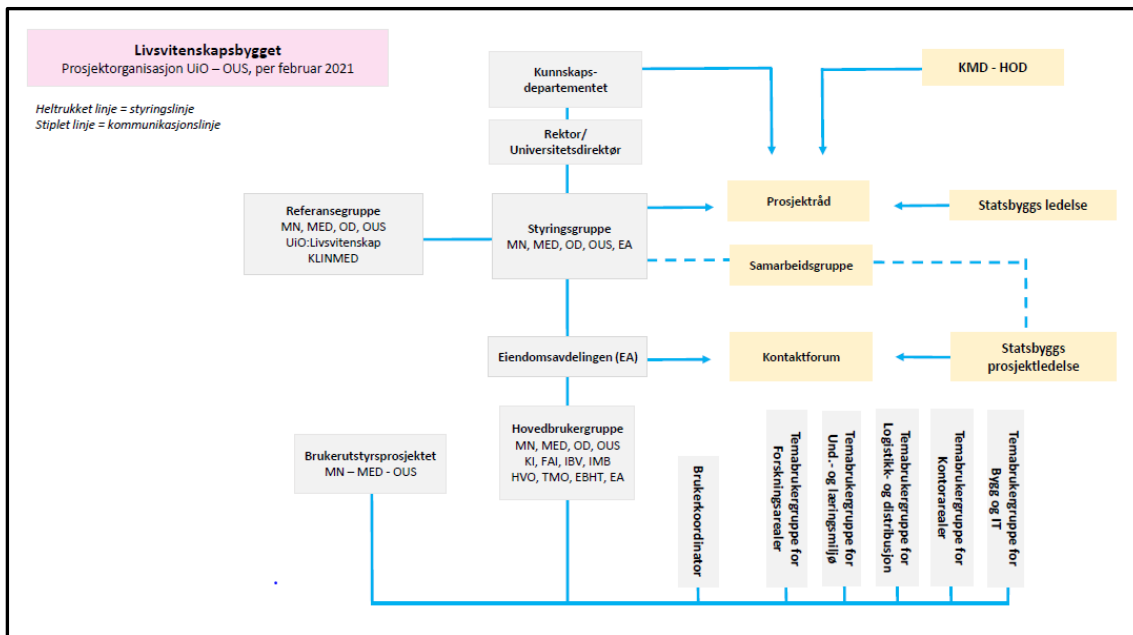 Livsvitenskapsbygget
Prosjektorganisasjon UiO – OUS, per februar 2021
Heltrukket linje = styringslinje
Stiplet linje = kommunikasjonslinje
Kunnskaps-
departementet
KMD - HOD
Rektor/
Universitetsdirektør
Referansegruppe
MN, MED, OD, OUS
UiO:Livsvitenskap
KLINMED
Styringsgruppe
MN, MED, OD, OUS, EA
Prosjektråd
Statsbyggs ledelse
Samarbeidsgruppe
Eiendomsavdelingen (EA)
Kontaktforum
Statsbyggs
prosjektledelse
Brukerutstyrsprosjektet
MN – MED - OUS
Hovedbrukergruppe
MN, MED, OD, OUS
KI, FAI, IBV, IMB
HVO, TMO, EBHT, EA
Brukerkoordinator
Temabrukergruppe for
Forskningsarealer
Temabrukergruppe for
Und.- og læringsmiljø
Temabrukergruppe for
Logistikk- og distribusjon
Temabrukergruppe for
Kontorarealer
Temabrukergruppe for
Bygg og IT